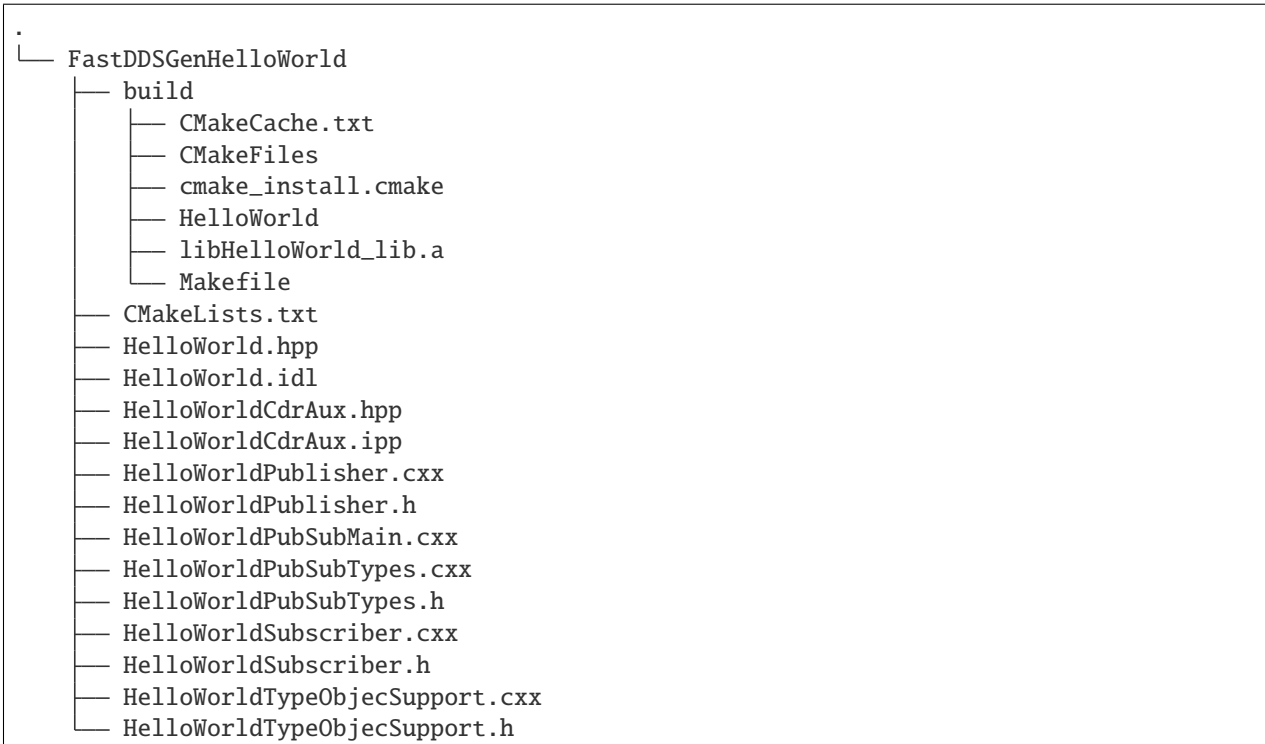 .
└── FastDDSGenHelloWorld
    ├── build
    │   ├── CMakeCache.txt
    │   ├── CMakeFiles
    │   ├── cmake_install.cmake
    │   ├── HelloWorld
    │   ├── libHelloWorld_lib.a
    │   └── Makefile
    ├── CMakeLists.txt
    ├── HelloWorld.hpp
    ├── HelloWorld.idl
    ├── HelloWorldCdrAux.hpp
    ├── HelloWorldCdrAux.ipp
    ├── HelloWorldPublisher.cxx
    ├── HelloWorldPublisher.h
    ├── HelloWorldPubSubMain.cxx
    ├── HelloWorldPubSubTypes.cxx
    ├── HelloWorldPubSubTypes.h
    ├── HelloWorldSubscriber.cxx
    ├── HelloWorldSubscriber.h
    ├── HelloWorldTypeObjecSupport.cxx
    └── HelloWorldTypeObjecSupport.h